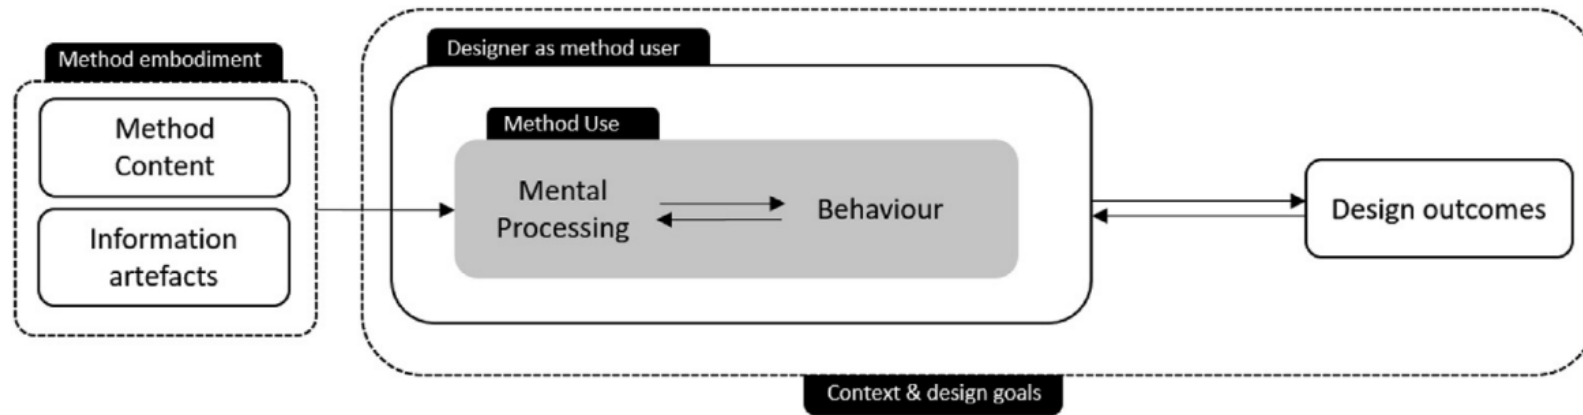 Method embodiment
Method
Content
Information
artefacts
Designer as method user
Method Use
Mental
Processing
Behaviour
Design outcomes
Context & design goals